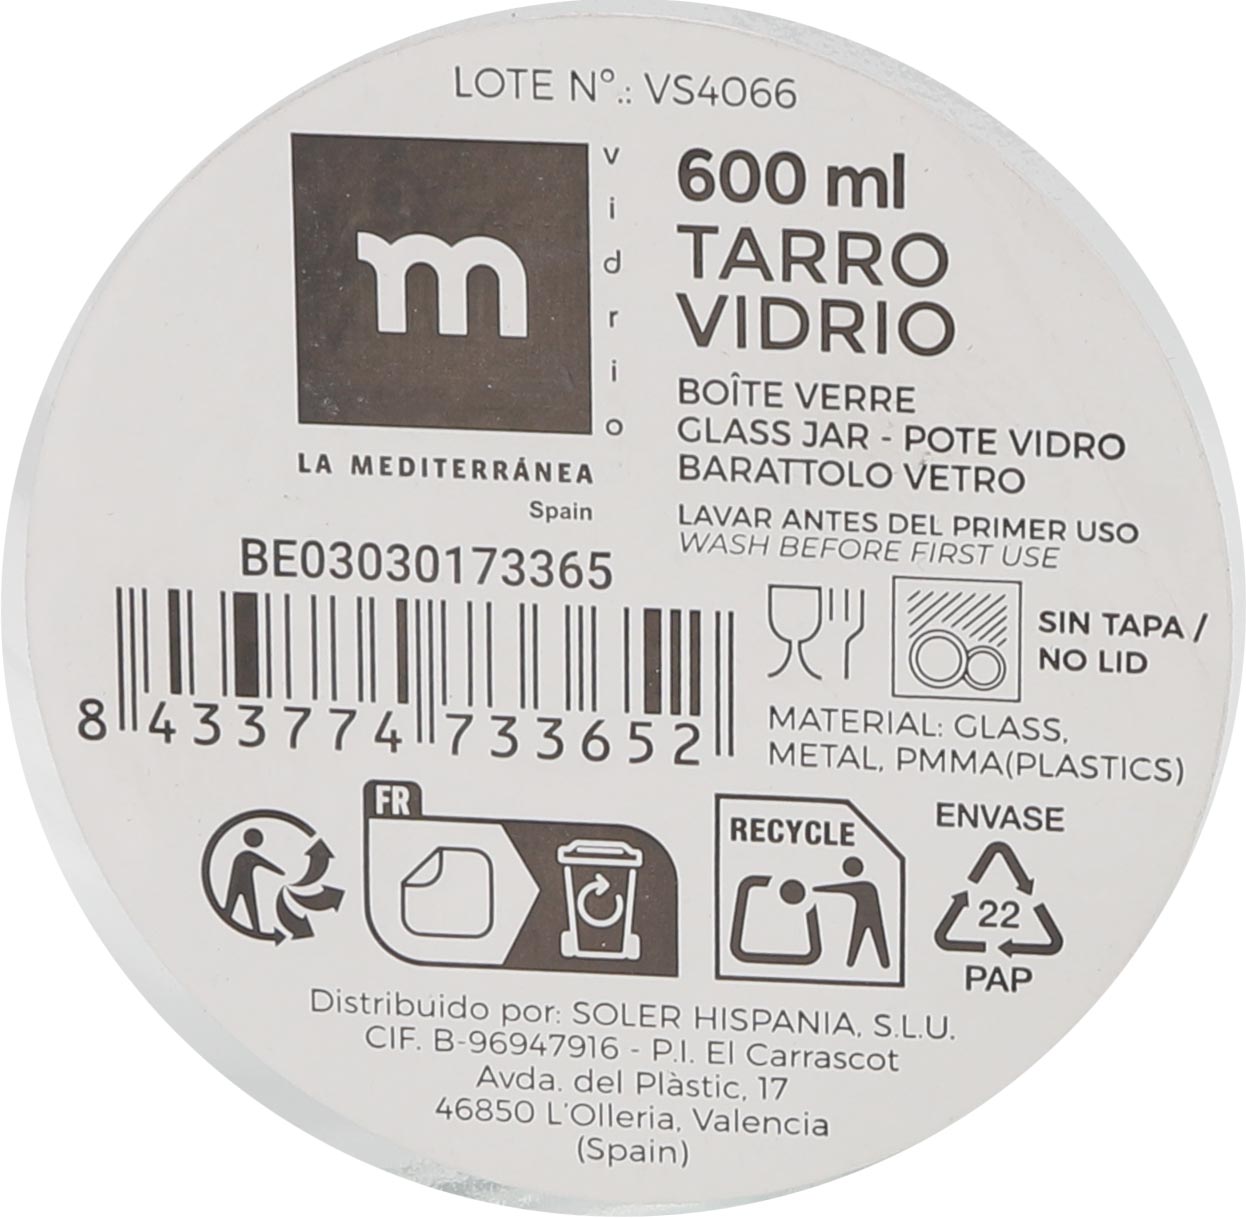 LOTE Nº.: VS4066
m
vidrio
LA MEDITERRÁNEA
Spain
600 ml
TARRO
VIDRIO
BOÎTE VERRE
GLASS JAR - POTE VIDRO
BARATTOLO VETRO
LAVAR ANTES DEL PRIMER USO
WASH BEFORE FIRST USE
BE03030173365
8 433774 733652
SIN TAPA /
NO LID
MATERIAL: GLASS,
METAL, PMMA(PLASTICS)
FR
RECYCLE
ENVASE
22
PAP
Distribuido por: SOLER HISPANIA, S.L.U.
CIF. B-96947916 - P.I. El Carrascot
Avda. del Plàstic, 17
46850 L'Olleria, Valencia
(Spain)